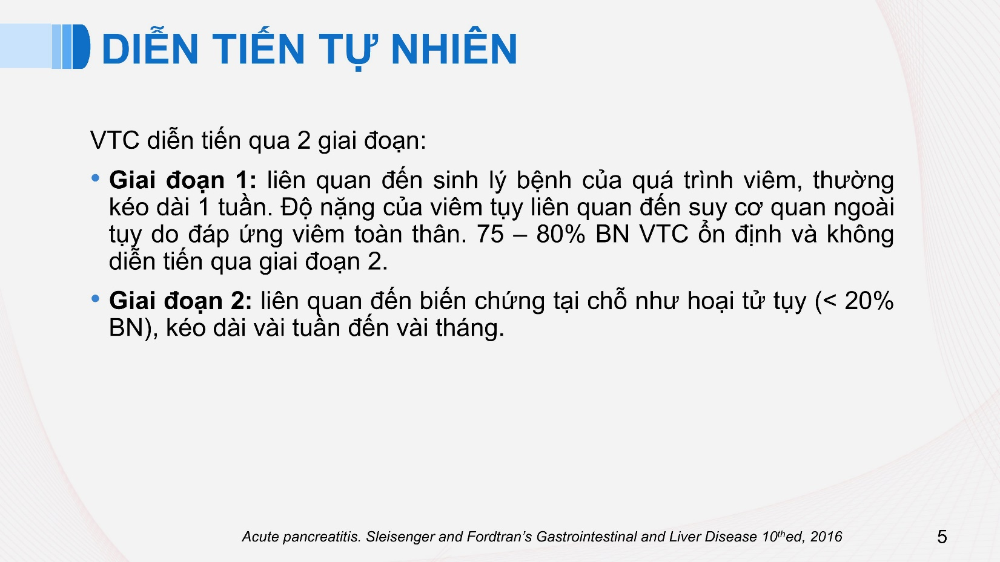 DIỄN TIẾN TỰ NHIÊN
VTC diễn tiến qua 2 giai đoạn:
• Giai đoạn 1: liên quan đến sinh lý bệnh của quá trình viêm, thường
kéo dài 1 tuần. Độ nặng của viêm tụy liên quan đến suy cơ quan ngoài
tụy do đáp ứng viêm toàn thân. 75 – 80% BN VTC ổn định và không
diễn tiến qua giai đoạn 2.
• Giai đoạn 2: liên quan đến biến chứng tại chỗ như hoại tử tụy (< 20%
BN), kéo dài vài tuần đến vài tháng.
Acute pancreatitis. Sleisenger and Fordtran’s Gastrointestinal and Liver Disease 10thed, 2016
5